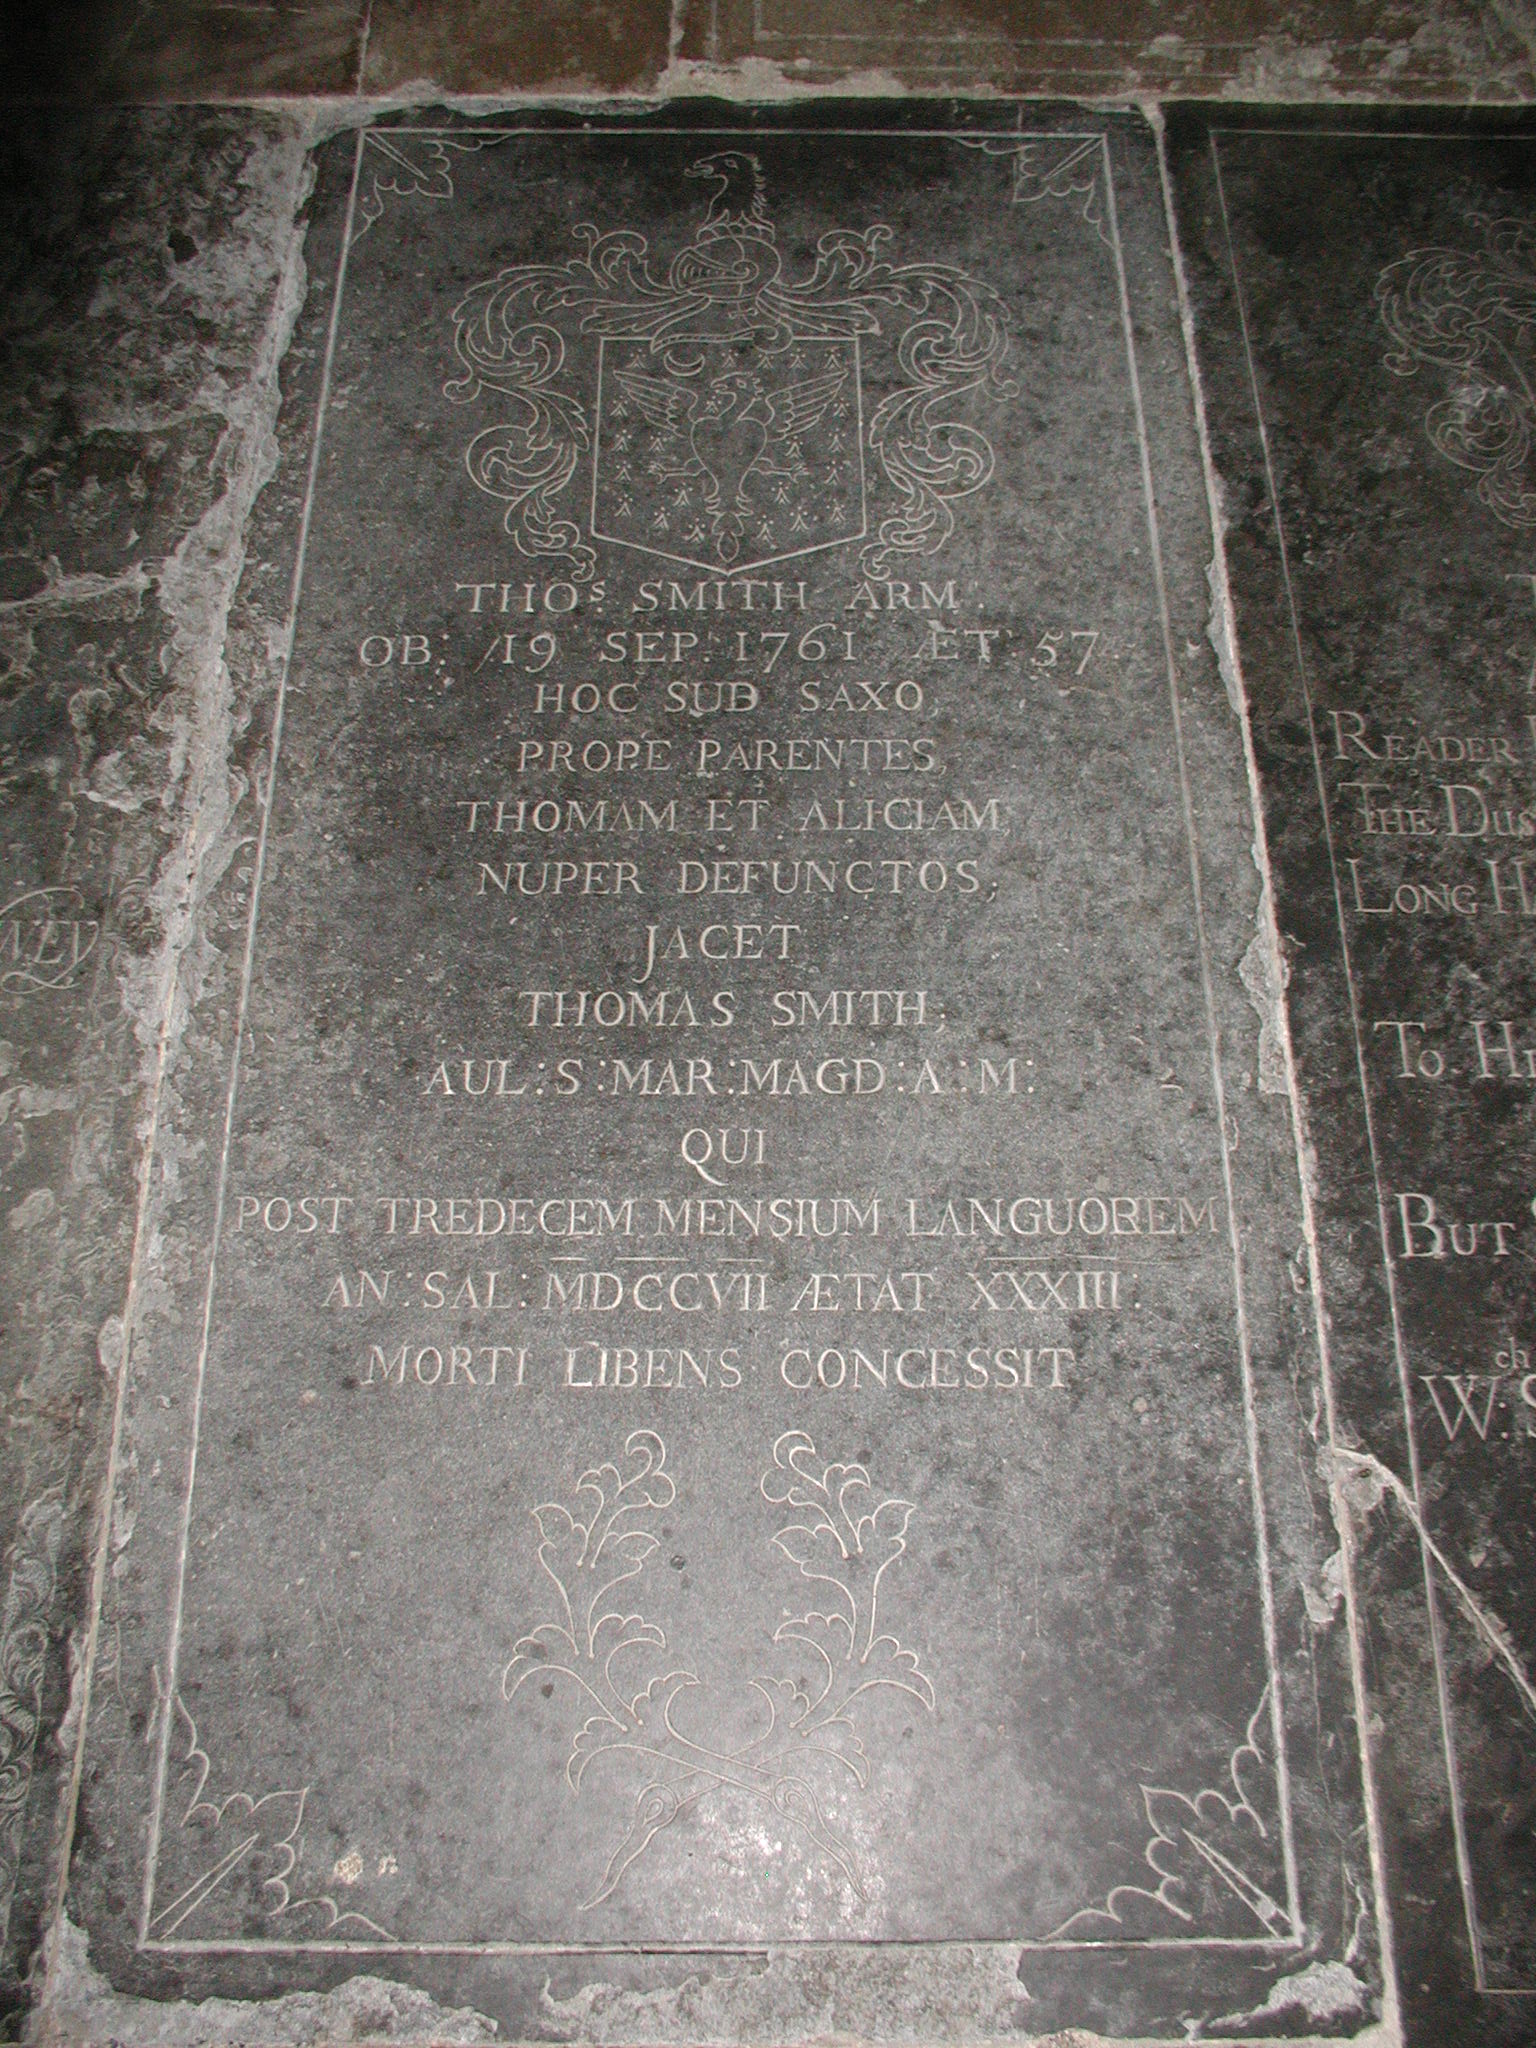 THOˢ: SMITH ARM:
OB: 19 SEP: 1761 ÆT: 57
HOC SUB SAXO,
PROPE PARENTES,
THOMAM ET ALICIAM,
NUPER DEFUNCTOS,
JACET
THOMAS SMITH,
AUL: S: MAR: MAGD: A: M:
QUI
POST TREDECEM MENSIUM LANGUOREM
AN: SAL: MDCCVII ÆTAT XXXIII:
MORTI LIBENS CONCESSIT
READER
THE
LONG
TO
BUT
W: